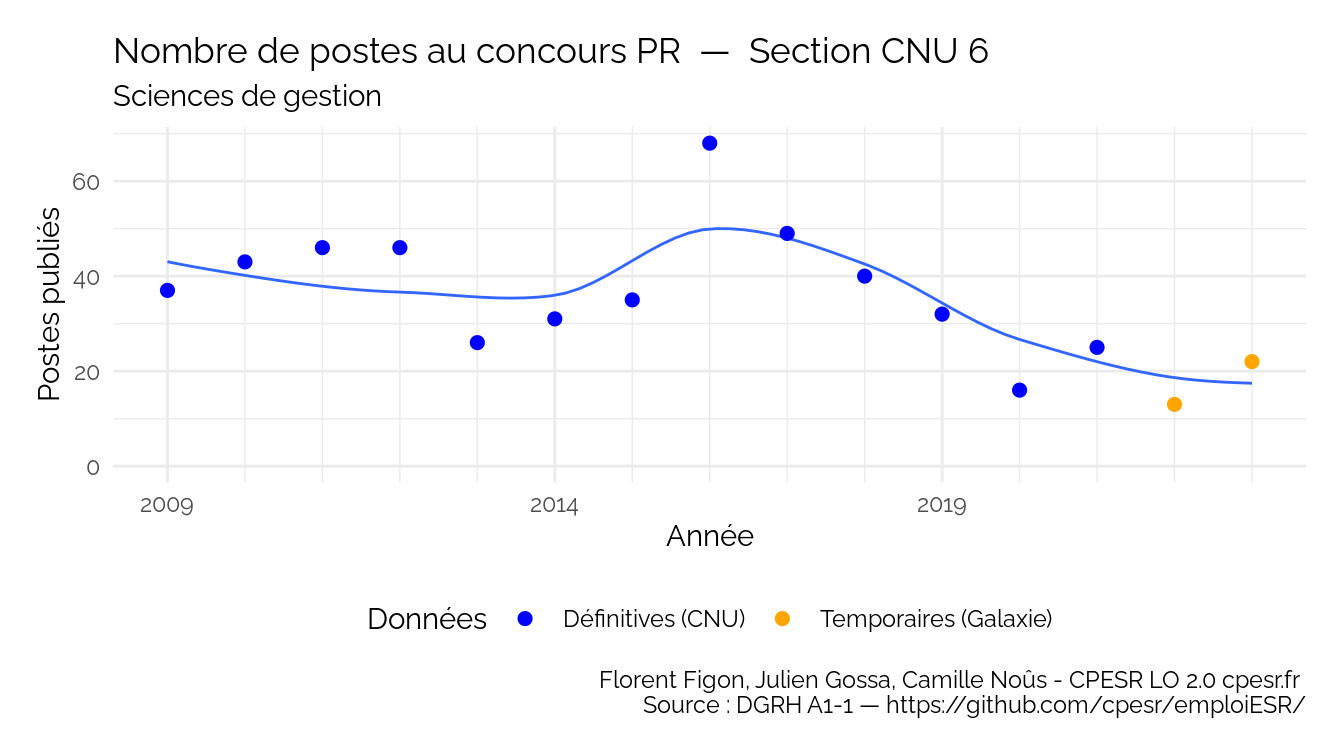 Nombre de postes au concours PR — Section CNU 6
Sciences de gestion
Postes publiés
60
40
20
0
2009 2014 2019
Année
Données Définitives (CNU) Temporaires (Galaxie)
Florent Figon, Julien Gossa, Camille Noûs - CPESR LO 2.0 cpesr.fr
Source : DGRH A1-1 — https://github.com/cpesr/emploiESR/